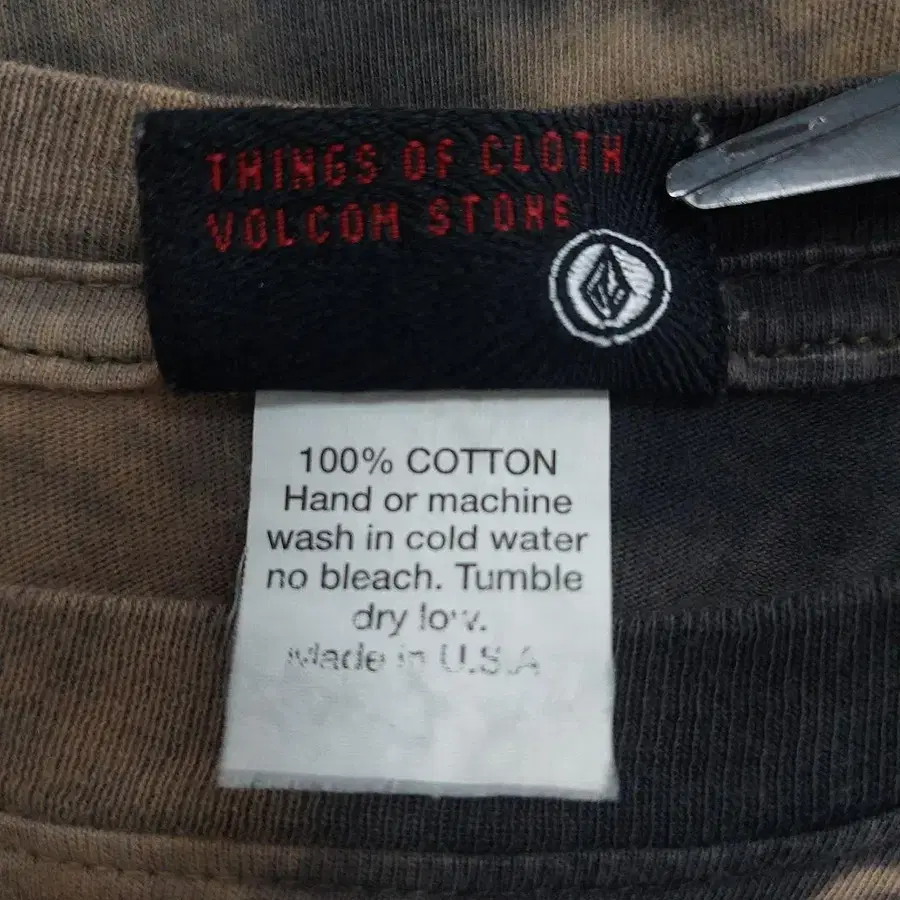 THINGS OF CLOTH
VOLCOM STONE
100% COTTON
Hand or machine
wash in cold water
no bleach. Tumble
dry low.
Made in U.S.A